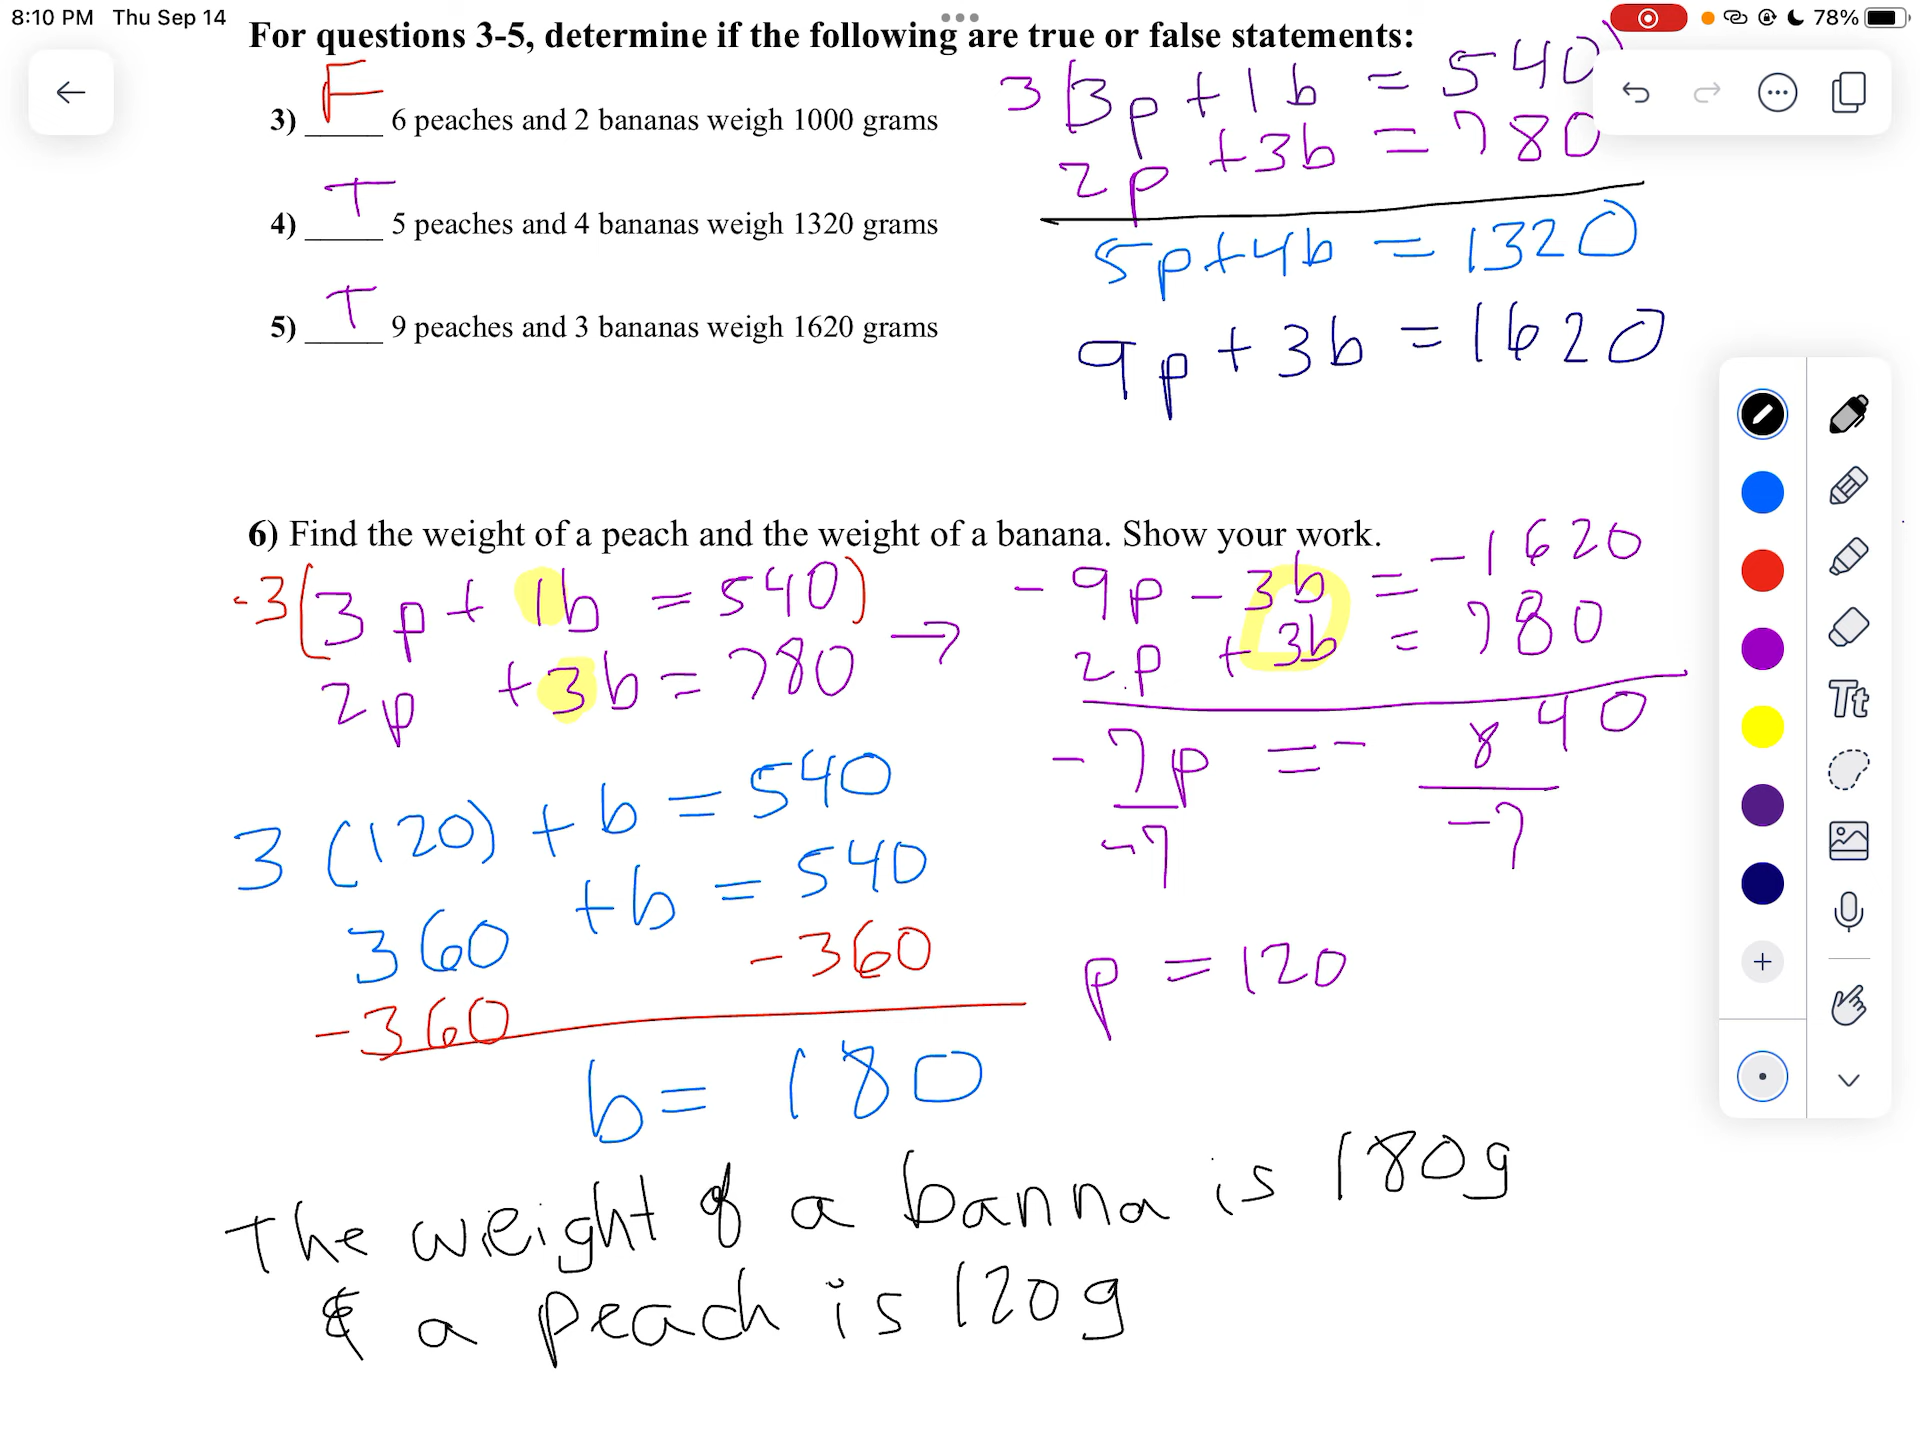 8:10 PM Thu Sep 14
78%
For questions 3-5, determine if the following are true or false statements:
3) F 6 peaches and 2 bananas weigh 1000 grams
3(3p + 1b = 540)
2p + 3b = 780
4) T 5 peaches and 4 bananas weigh 1320 grams
5p + 4b = 1320
5) T 9 peaches and 3 bananas weigh 1620 grams
9p + 3b = 1620
6) Find the weight of a peach and the weight of a banana. Show your work.
-3(3p + 1b = 540) →
2p + 3b = 780
-9p - 3b = -1620
2p + 3b = 780
-7p = -840
-7 -7
p = 120
3(120) + b = 540
360 + b = 540
-360 -360
b = 180
The weight of a banna is 180g
& a peach is 120g
Tt